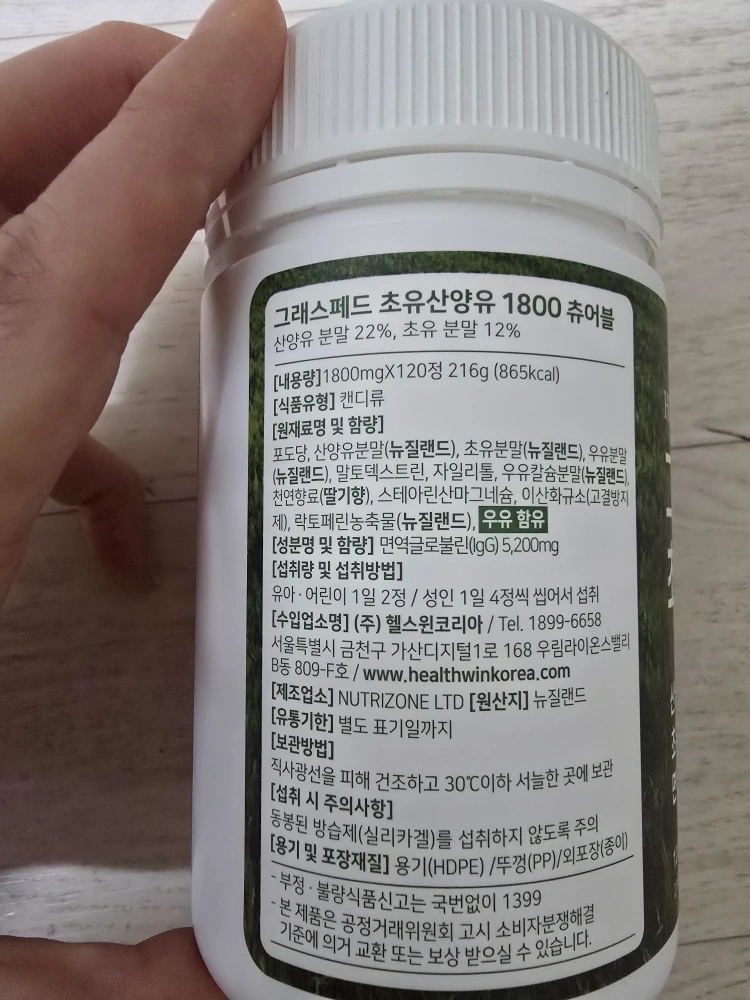 그래스페드 초유산양유 1800 츄어블
산양유 분말 22%, 초유 분말 12%
[내용량]1800mgX120정 216g (865kcal)
[식품유형] 캔디류
[원재료명 및 함량]
포도당, 산양유분말(뉴질랜드), 초유분말(뉴질랜드), 우유분말
(뉴질랜드), 말토덱스트린, 자일리톨, 우유칼슘분말(뉴질랜드),
천연향료(딸기향), 스테아린산마그네슘, 이산화규소(고결방지
제), 락토페린농축물(뉴질랜드), 우유 함유
[성분명 및 함량] 면역글로불린(IgG) 5,200mg
[섭취량 및 섭취방법]
유아·어린이 1일 2정 / 성인 1일 4정씩 씹어서 섭취
[수입업소명] (주) 헬스윈코리아 / Tel. 1899-6658
서울특별시 금천구 가산디지털1로 168 우림라이온스밸리
B동 809-F호 / www.healthwinkorea.com
[제조업소] NUTRIZONE LTD [원산지] 뉴질랜드
[유통기한] 별도 표기일까지
[보관방법]
직사광선을 피해 건조하고 30℃이하 서늘한 곳에 보관
[섭취 시 주의사항]
동봉된 방습제(실리카겔)를 섭취하지 않도록 주의
[용기 및 포장재질] 용기(HDPE) /뚜껑(PP)/외포장(종이)
- 부정·불량식품신고는 국번없이 1399
- 본 제품은 공정거래위원회 고시 소비자분쟁해결
기준에 의거 교환 또는 보상 받으실 수 있습니다.